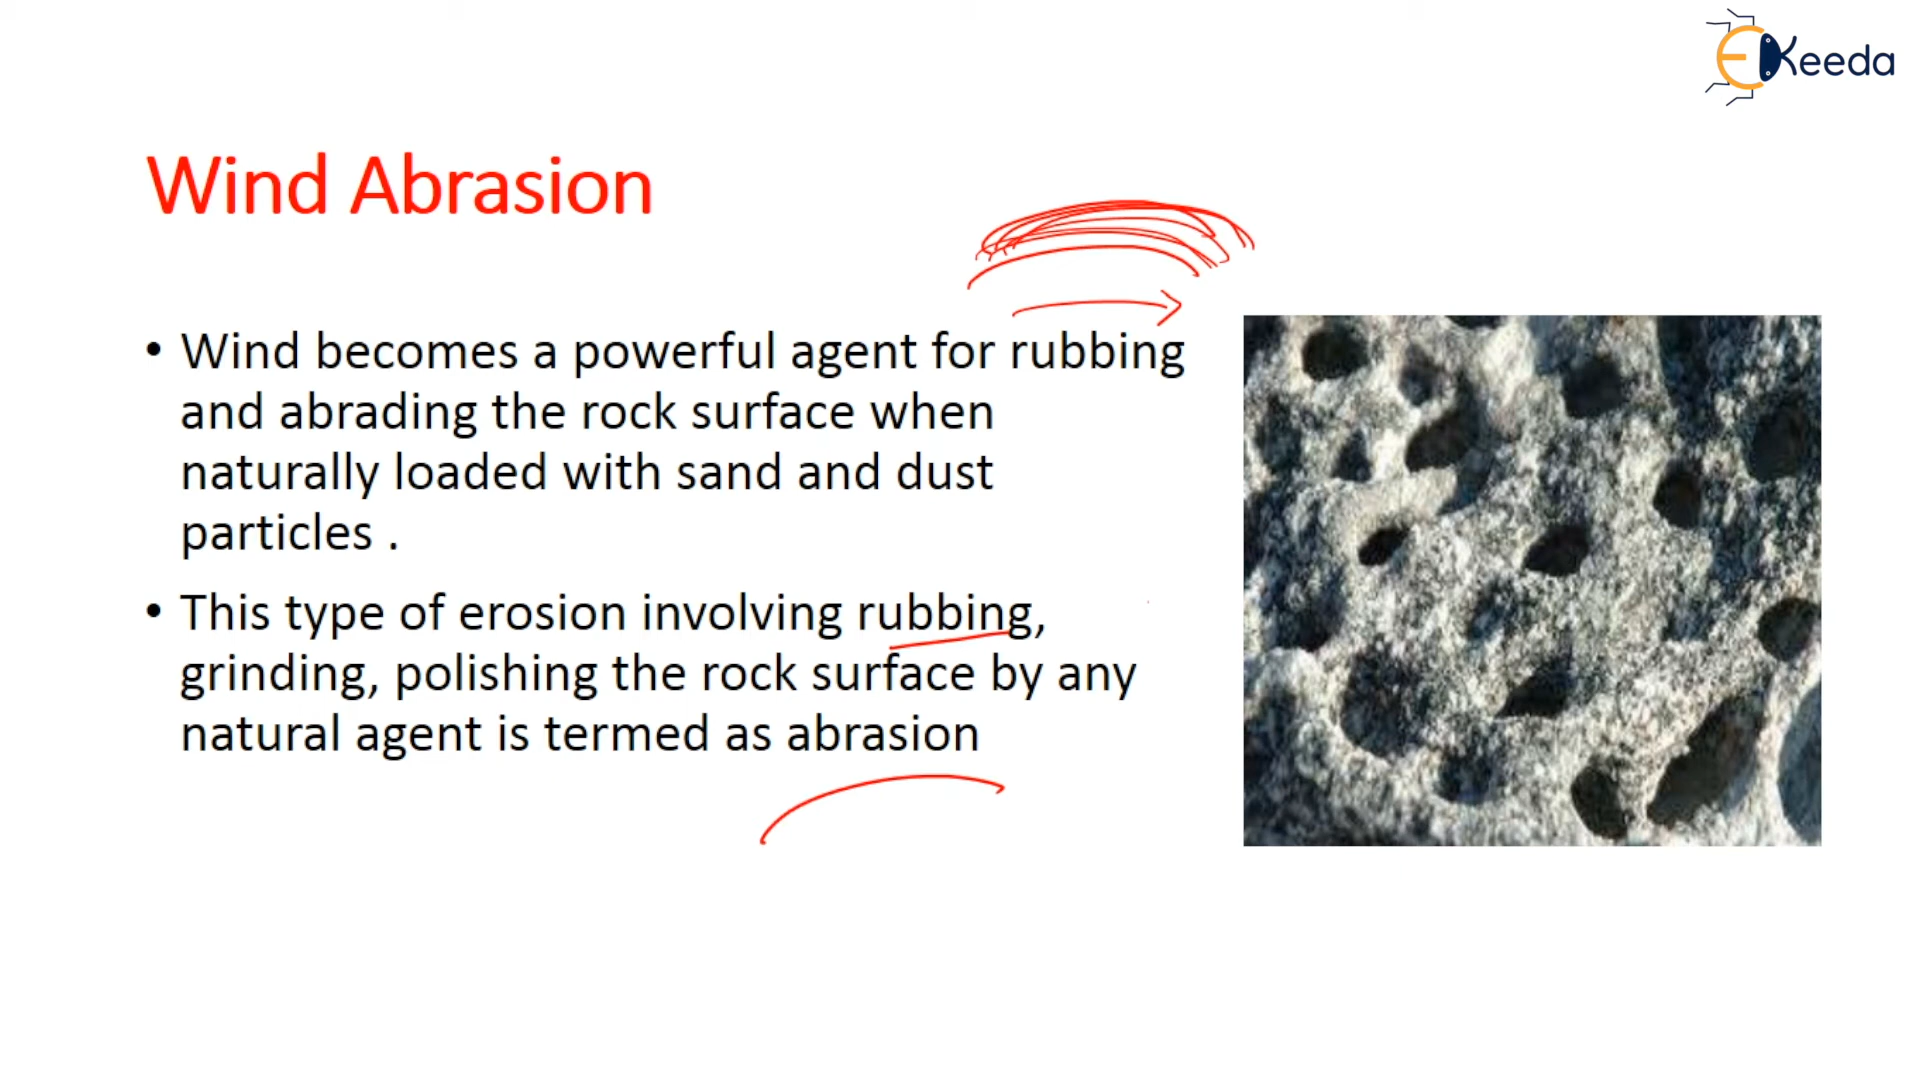 EKeeda
Wind Abrasion
• Wind becomes a powerful agent for rubbing
and abrading the rock surface when
naturally loaded with sand and dust
particles .
• This type of erosion involving rubbing,
grinding, polishing the rock surface by any
natural agent is termed as abrasion